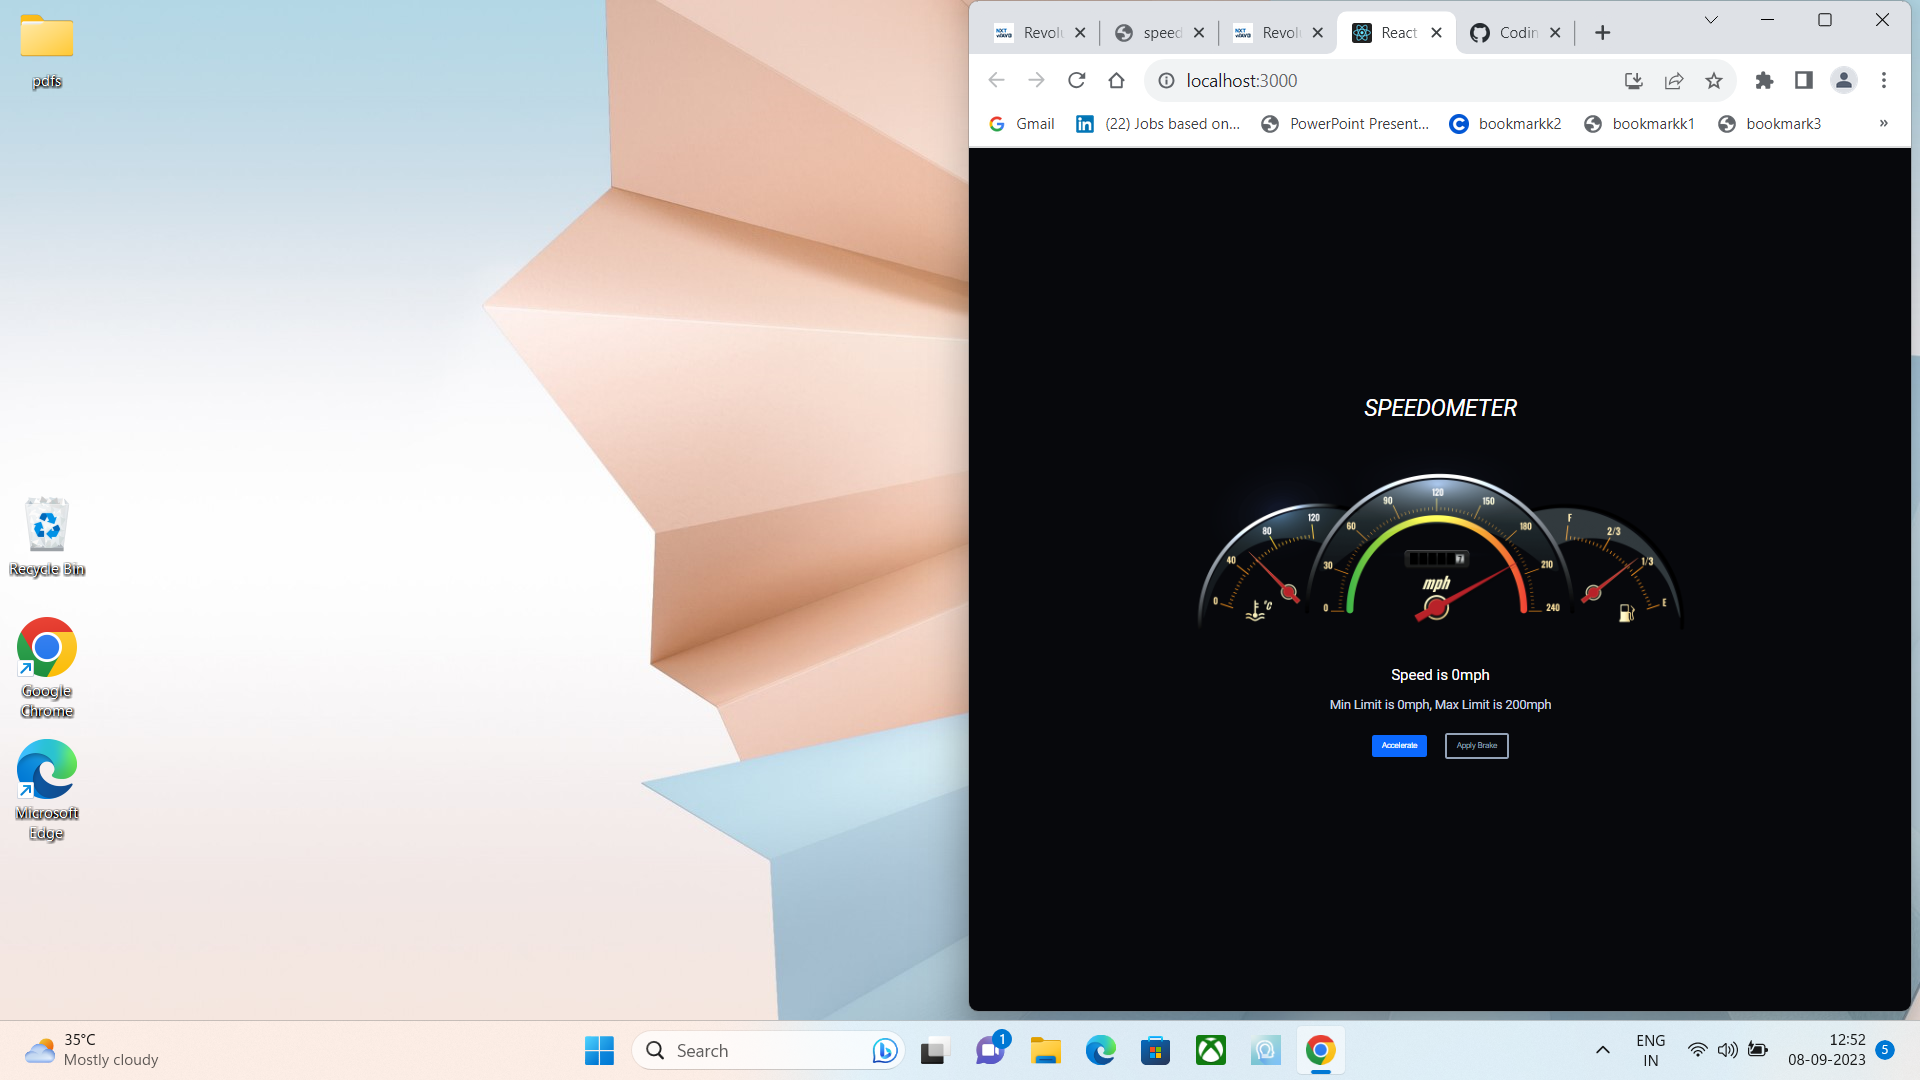 pdfs
Recycle Bin
Google
Chrome
Microsoft
Edge
Revolu
speed
Revolu
React
Codin
localhost:3000
Gmail
(22) Jobs based on...
PowerPoint Present...
bookmarkk2
bookmarkk1
bookmark3
»
SPEEDOMETER
0 40 80 120
°C
0 30 60 90 120 150 180 210 240
mph
F 2/3 1/3 E
Speed is 0mph
Min Limit is 0mph, Max Limit is 200mph
Accelerate
Apply Brake
35°C
Mostly cloudy
Search
1
ENG
IN
12:52
08-09-2023
5